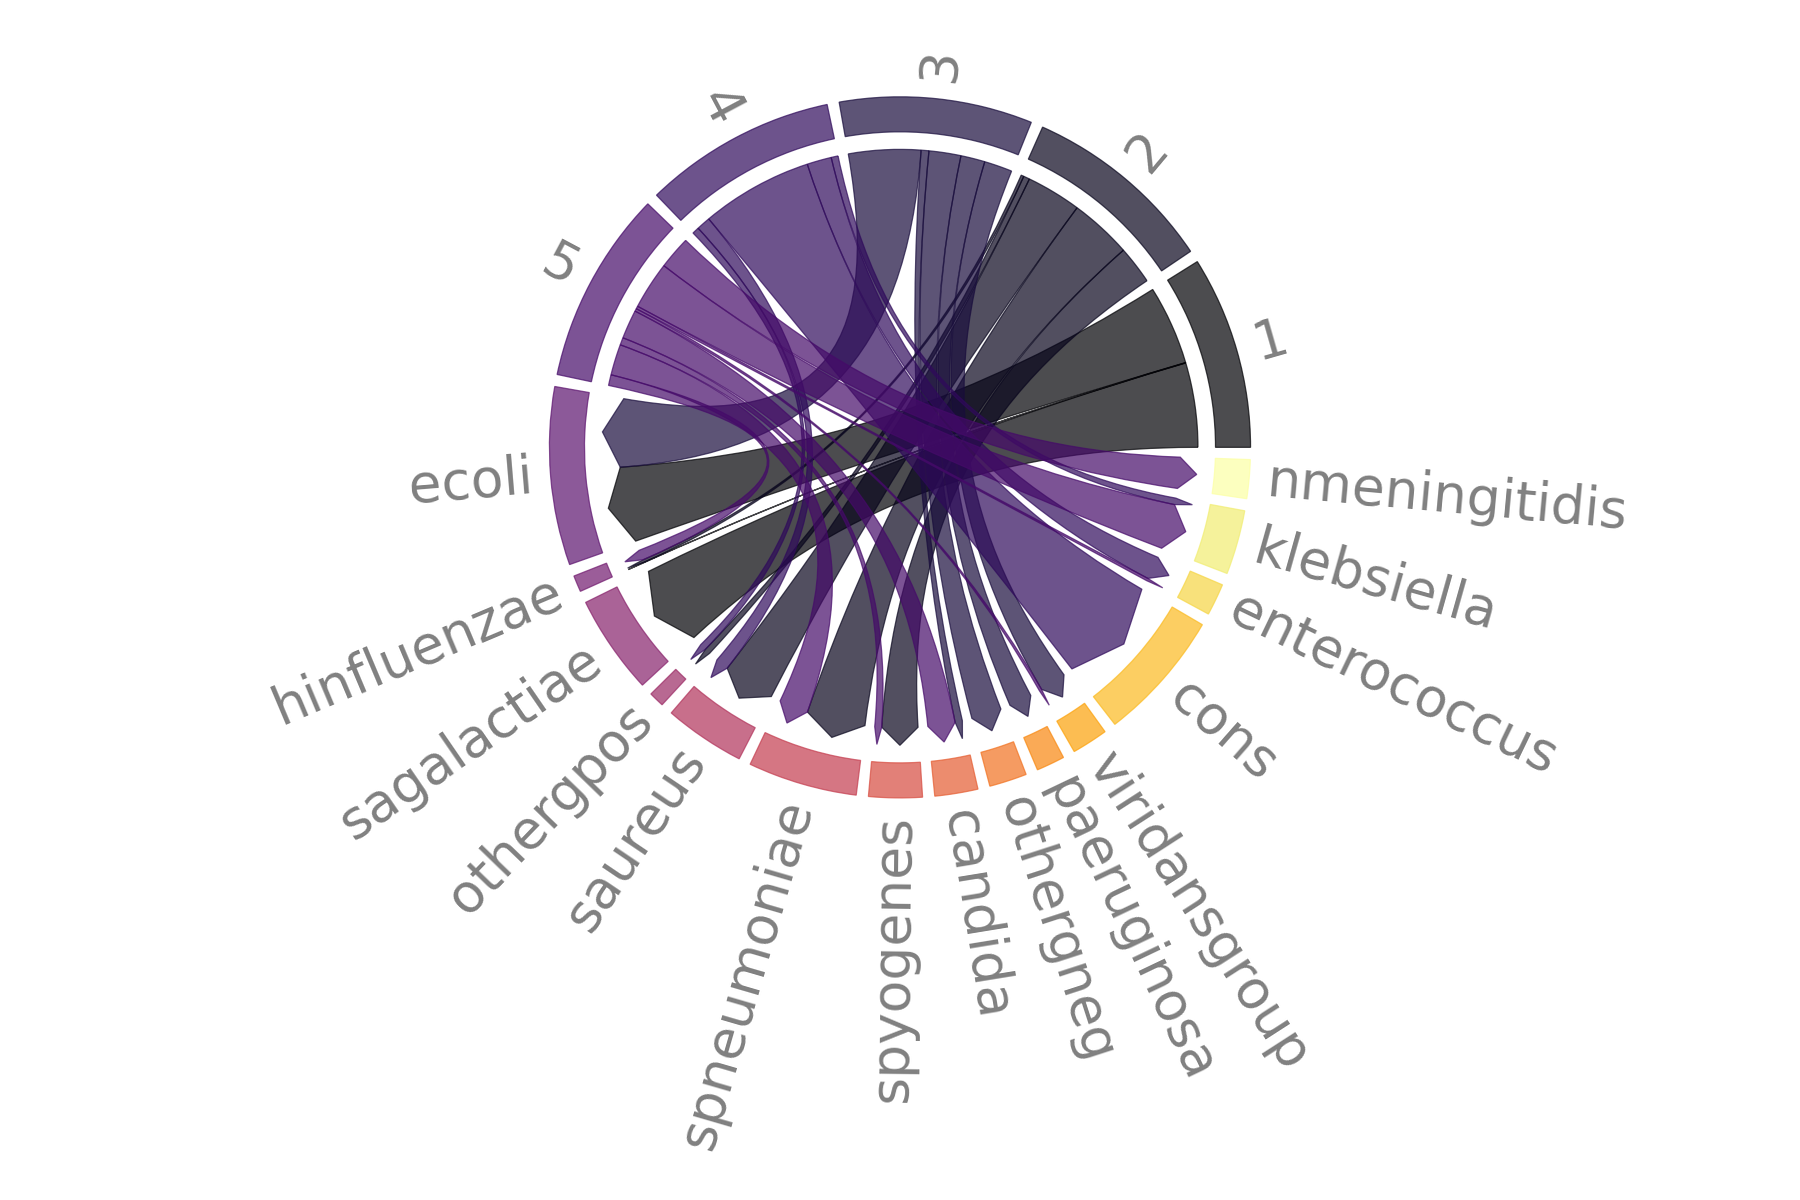 1
2
3
4
5
ecoli
hinfluenzae
sagalactiae
othergpos
saureus
spneumoniae
spyogenes
candida
othergneg
paeruginosa
viridansgroup
cons
enterococcus
klebsiella
nmeningitidis